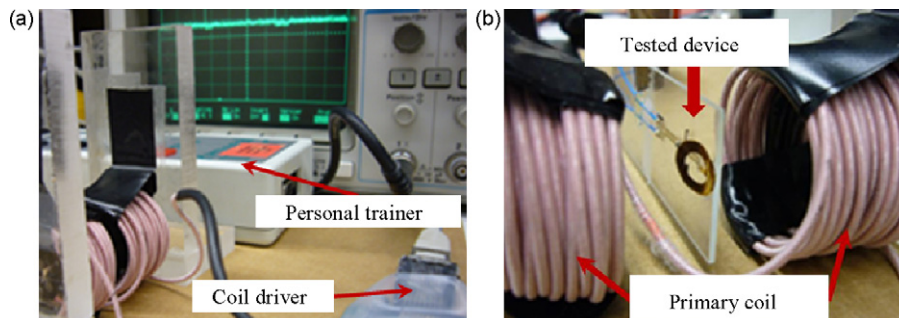 (a)
Personal trainer
Coil driver
(b)
Tested device
Primary coil